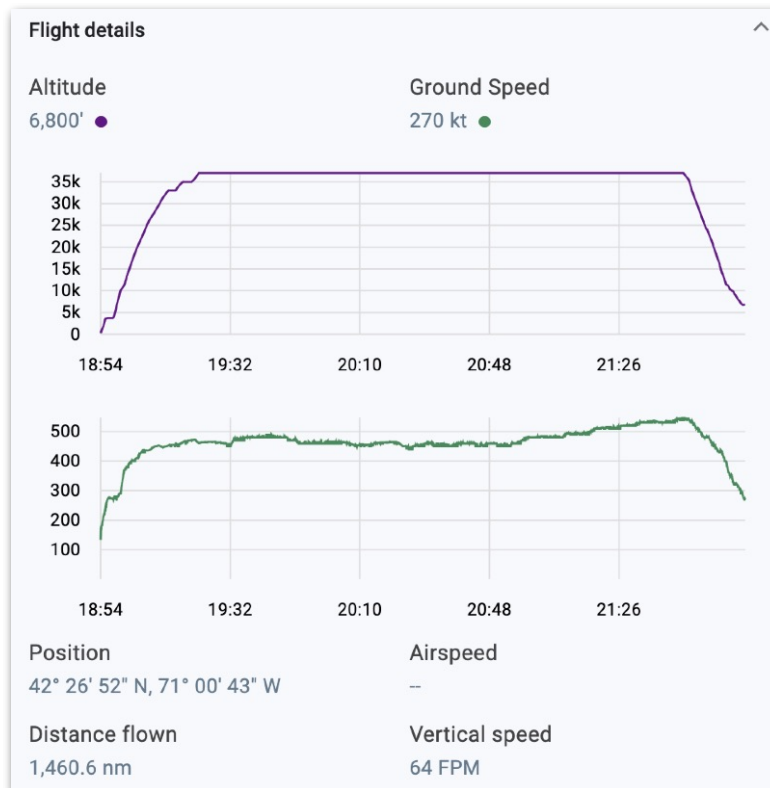 Flight details
Altitude Ground Speed
6,800' 270 kt
35k
30k
25k
20k
15k
10k
5k
0
18:54 19:32 20:10 20:48 21:26
500
400
300
200
100
18:54 19:32 20:10 20:48 21:26
Position Airspeed
42° 26' 52" N, 71° 00' 43" W --
Distance flown Vertical speed
1,460.6 nm 64 FPM